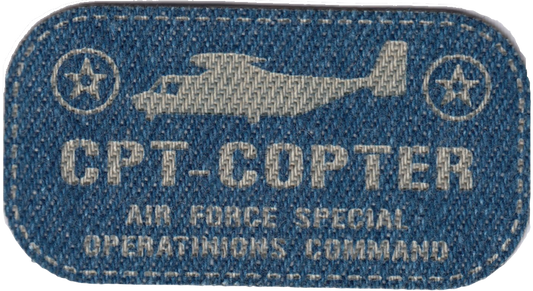 CPT-COPTER
AIR FORCE SPECIAL
OPERATINIONS COMMAND